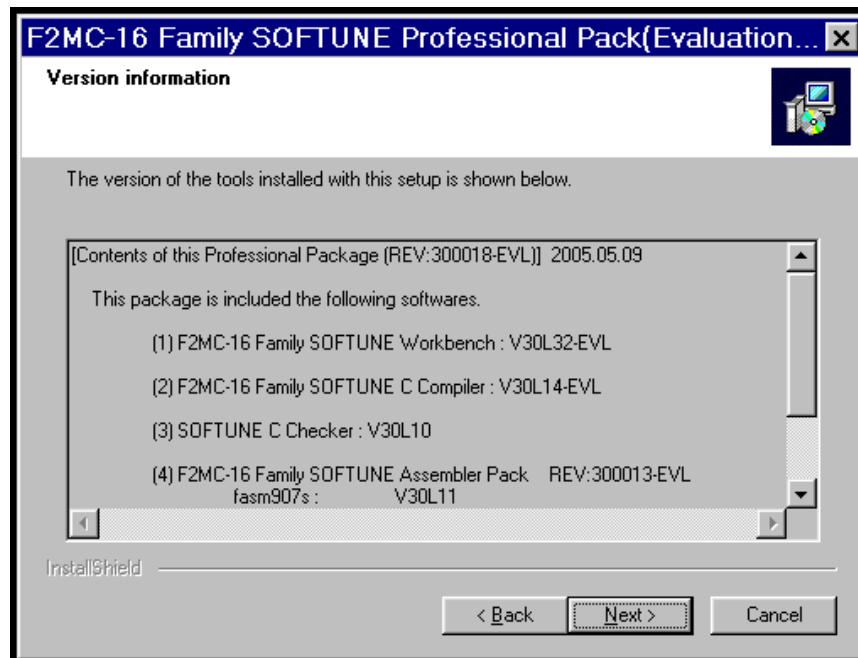 F2MC-16 Family SOFTUNE Professional Pack(Evaluation...
Version information
The version of the tools installed with this setup is shown below.
[Contents of this Professional Package (REV:300018-EVL)] 2005.05.09
This package is included the following softwares.
(1) F2MC-16 Family SOFTUNE Workbench : V30L32-EVL
(2) F2MC-16 Family SOFTUNE C Compiler : V30L14-EVL
(3) SOFTUNE C Checker : V30L10
(4) F2MC-16 Family SOFTUNE Assembler Pack REV:300013-EVL
fasm907s : V30L11
InstallShield
< Back Next > Cancel